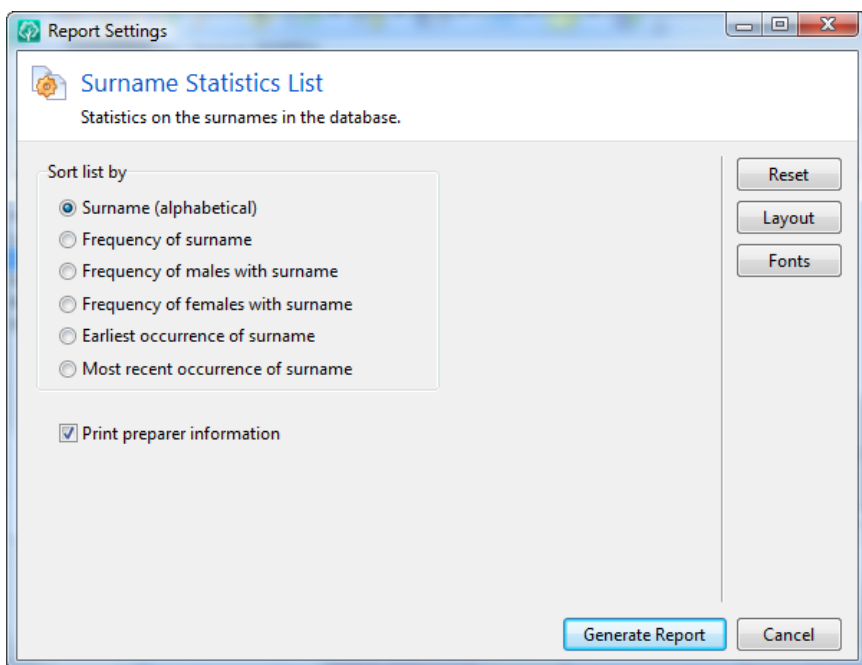 Report Settings
Surname Statistics List
Statistics on the surnames in the database.
Sort list by
Surname (alphabetical)
Frequency of surname
Frequency of males with surname
Frequency of females with surname
Earliest occurrence of surname
Most recent occurrence of surname
Print preparer information
Reset
Layout
Fonts
Generate Report
Cancel